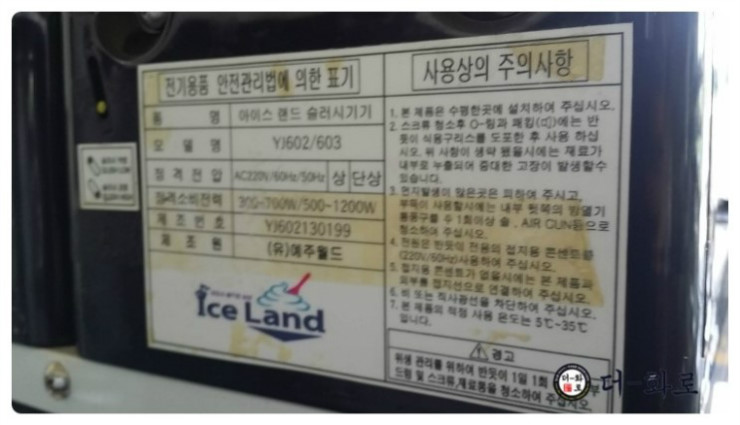 전기용품 안전관리법에 의한 표기
품 명 아이스 랜드 슬러시기기
모 델 명 YJ602/603
정 격 전 압 AC220V/60Hz/50Hz 상 단상
정격소비전력 300~700W/500~1200W
제 조 번 호 YJ602130199
제 조 원 (유)예주월드
Ice Land
사용상의 주의사항
1. 본 제품은 수평한곳에 설치하여 주십시오.
2. 스크류 청소후 O-링과 패킹(ㄷ)에는 반
듯이 식용구리스를 도포한 후 사용 하십
시오. 위 사항이 생략 됐을시에는 재료가
내부로 누출되어 중대한 고장이 발생할수
있습니다.
3. 먼지발생이 많은곳은 피하여 주시고,
부득이 사용할시에는 내부 뒷쪽의 방열기
통풍구를 주 1회이상 솔, AIR GUN등으로
청소하여 주십시오.
4. 전원은 반듯이 전용의 접지용 콘센트를
(220V/60Hz)사용하여 주십시오.
5. 접지용 콘센트가 없을시에는 본 제품과
외부를 접지선으로 연결하여 주십시오.
6. 비 또는 직사광선을 차단하여 주십시오.
7. 본 제품의 적정 사용 온도는 5℃~35℃
입니다.
경고
위생 관리를 위하여 반듯이 1일 1회 부
드럼 및 스크류,재료통을 청소하여 주십시오
더-화로
더-화로